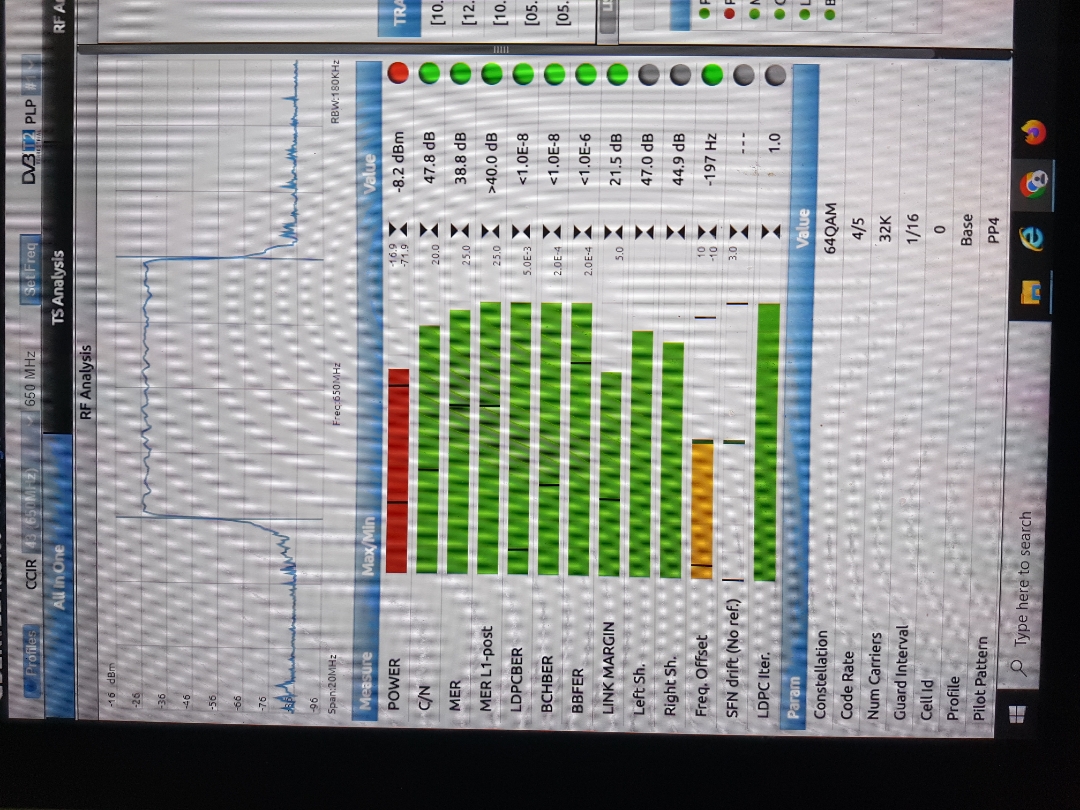 Profiles CCIR 43 (650MHz) 650 MHz Set Freq DVB T2 PLP #1
All in One TS Analysis RF A
RF Analysis
-16 dBm
-26
-36
-46
-56
-66
-76
-86
-96
Span:20MHz Freq:650MHz RBW:180KHz
Measure Max/Min Value
POWER -16.9 -71.9 -8.2 dBm
C/N 20.0 47.8 dB
MER 25.0 38.8 dB
MER L1-post 25.0 >40.0 dB
LDPCBER 5.0E-3 <1.0E-8
BCHBER 2.0E-4 <1.0E-8
BBFER 2.0E-4 <1.0E-6
LINK MARGIN 5.0 21.5 dB
Left Sh. 47.0 dB
Right Sh. 44.9 dB
Freq. Offset 10 -10 -197 Hz
SFN drift (No ref.) 3.0 ---
LDPC Iter. 1.0
Param Value
Constellation 64QAM
Code Rate 4/5
Num Carriers 32K
Guard Interval 1/16
Cell Id 0
Profile Base
Pilot Pattern PP4
TRA
[10.
[12.
[10.
[05.
[05.
Type here to search